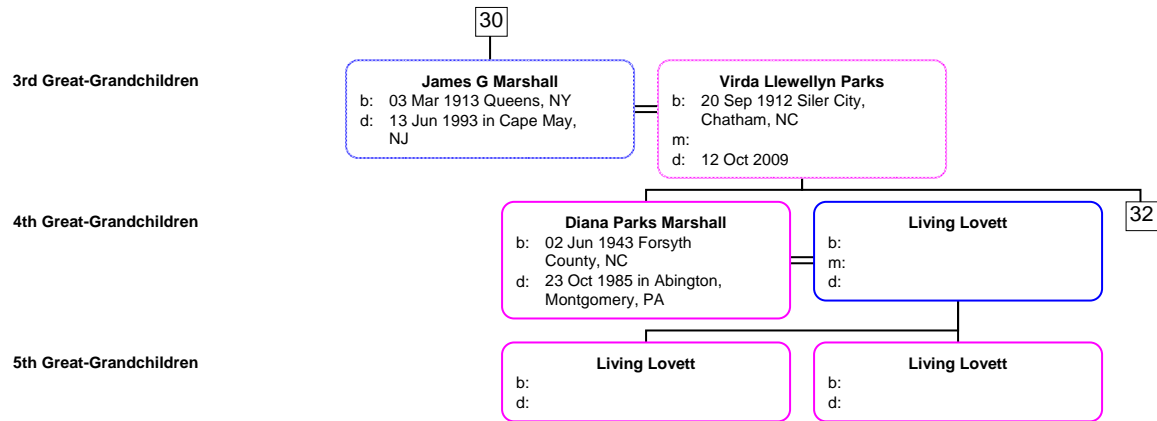 30
3rd Great-Grandchildren
James G Marshall
b: 03 Mar 1913 Queens, NY
d: 13 Jun 1993 in Cape May,
NJ
Virda Llewellyn Parks
b: 20 Sep 1912 Siler City,
Chatham, NC
m:
d: 12 Oct 2009
4th Great-Grandchildren
Diana Parks Marshall
b: 02 Jun 1943 Forsyth
County, NC
d: 23 Oct 1985 in Abington,
Montgomery, PA
Living Lovett
b:
m:
d:
32
5th Great-Grandchildren
Living Lovett
b:
d:
Living Lovett
b:
d: